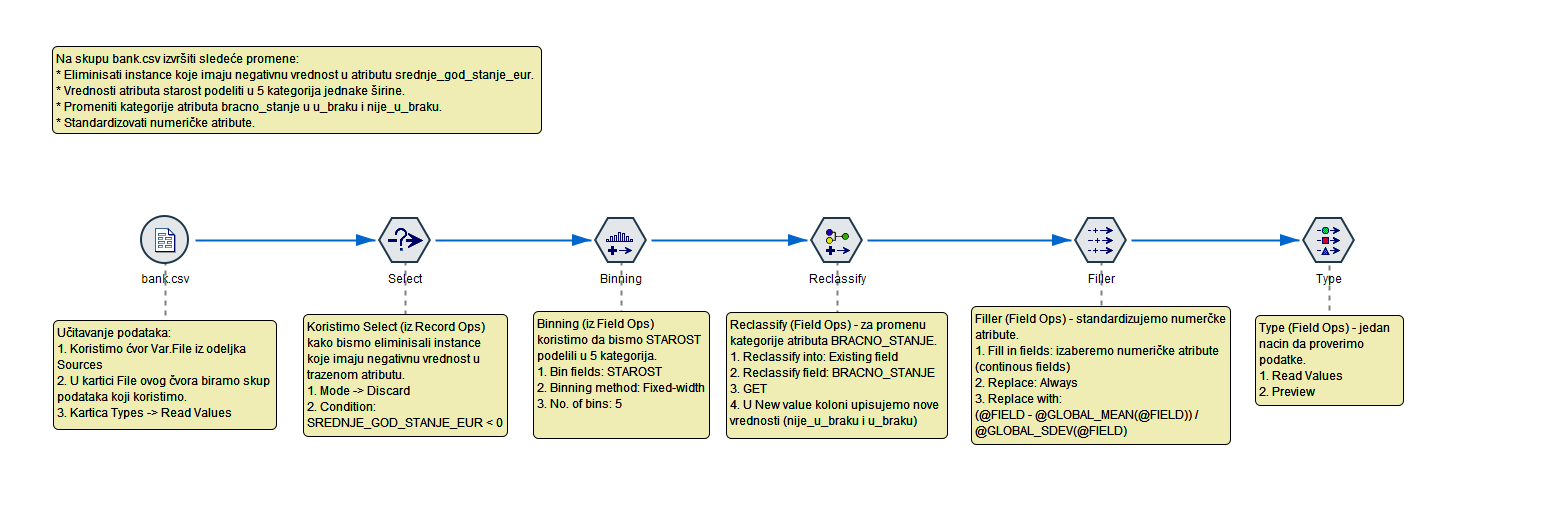 Na skupu bank.csv izvršiti sledeće promene:
* Eliminisati instance koje imaju negativnu vrednost u atributu srednje_god_stanje_eur.
* Vrednosti atributa starost podeliti u 5 kategorija jednake širine.
* Promeniti kategorije atributa bracno_stanje u u_braku i nije_u_braku.
* Standardizovati numeričke atribute.
bank.csv
Select
Binning
Reclassify
Filler
Type
Učitavanje podataka:
1. Koristimo ćvor Var.File iz odeljka
Sources
2. U kartici File ovog čvora biramo skup
podataka koji koristimo.
3. Kartica Types -> Read Values
Koristimo Select (iz Record Ops)
kako bismo eliminisali instance
koje imaju negativnu vrednost u
trazenom atributu.
1. Mode -> Discard
2. Condition:
SREDNJE_GOD_STANJE_EUR < 0
Binning (iz Field Ops)
koristimo da bismo STAROST
podelili u 5 kategorija.
1. Bin fields: STAROST
2. Binning method: Fixed-width
3. No. of bins: 5
Reclassify (Field Ops) - za promenu
kategorije atributa BRACNO_STANJE.
1. Reclassify into: Existing field
2. Reclassify field: BRACNO_STANJE
3. GET
4. U New value koloni upisujemo nove
vrednosti (nije_u_braku i u_braku)
Filler (Field Ops) - standardizujemo numerčke
atribute.
1. Fill in fields: izaberemo numeričke atribute
(continous fields)
2. Replace: Always
3. Replace with:
(@FIELD - @GLOBAL_MEAN(@FIELD)) /
@GLOBAL_SDEV(@FIELD)
Type (Field Ops) - jedan
nacin da proverimo
podatke.
1. Read Values
2. Preview